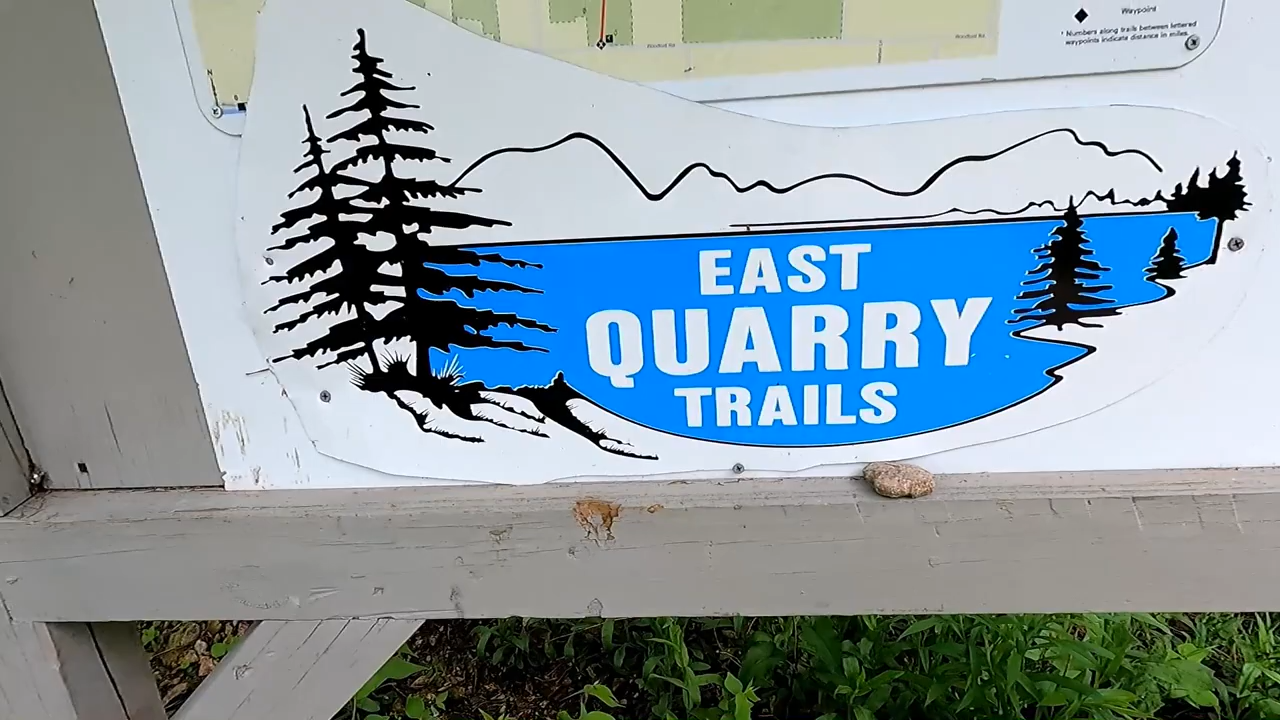 Waypoint
Numbers along trails between lettered
waypoints indicate distance in miles.
EAST
QUARRY
TRAILS